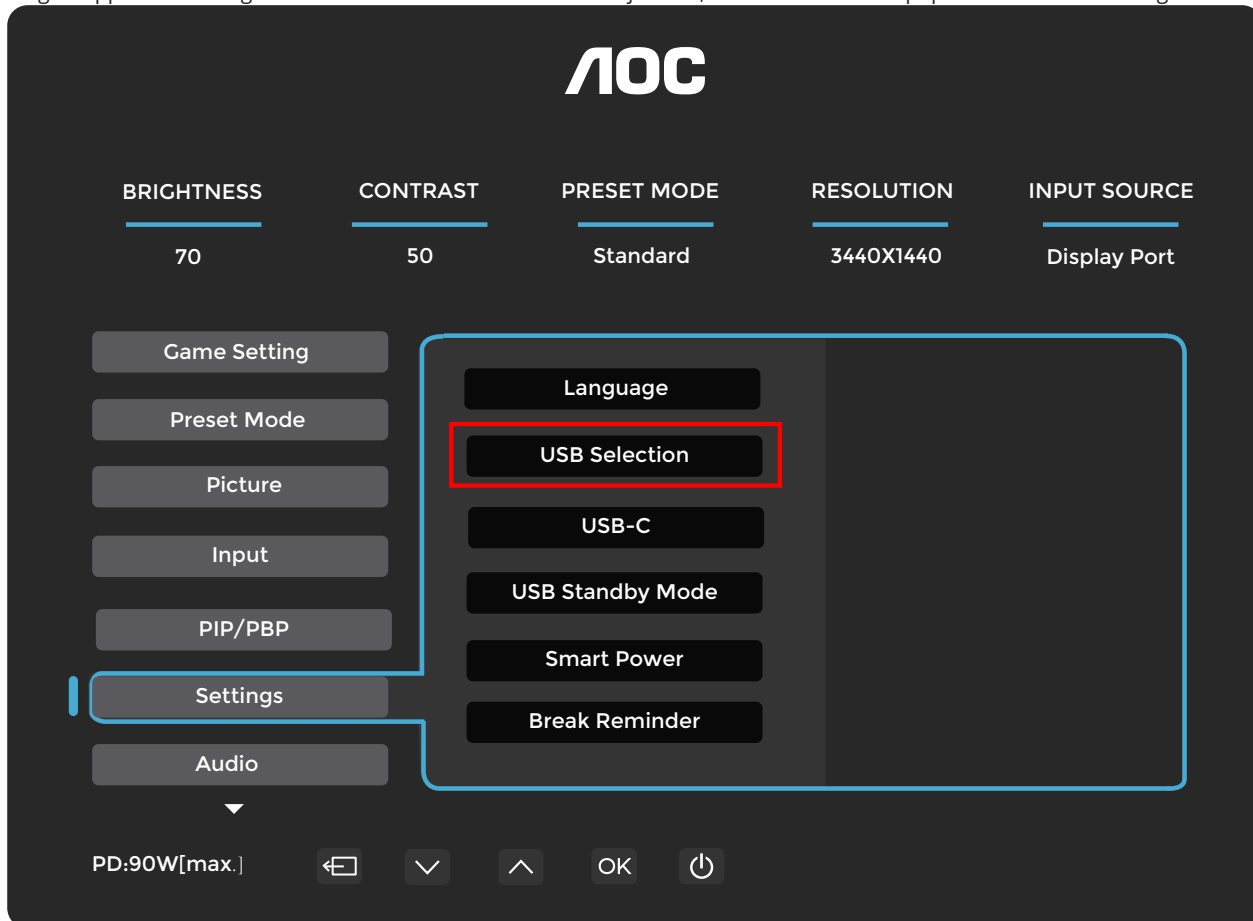 AOC
BRIGHTNESS CONTRAST PRESET MODE RESOLUTION INPUT SOURCE
70 50 Standard 3440X1440 Display Port
Game Setting
Preset Mode
Picture
Input
PIP/PBP
Settings
Audio
Language
USB Selection
USB-C
USB Standby Mode
Smart Power
Break Reminder
PD:90W[max.] OK